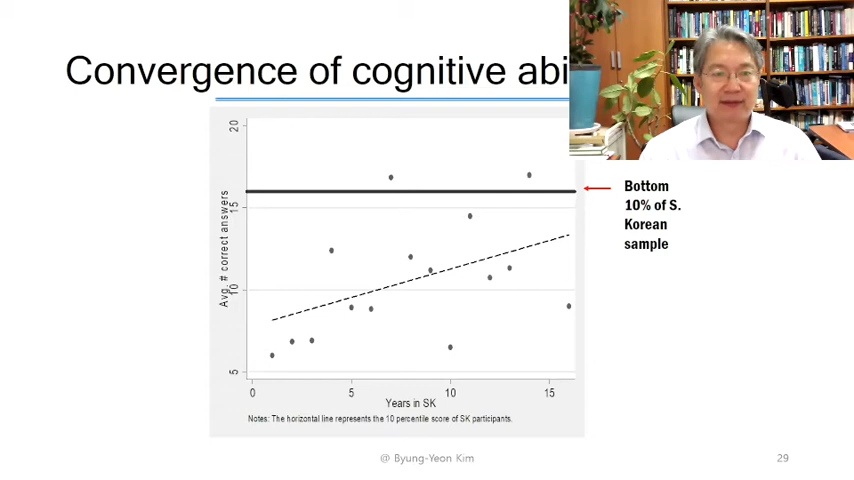 Convergence of cognitive abi
20
15
10
5
Avg. # correct answers
0 5 10 15
Years in SK
Notes: The horizontal line represents the 10 percentile score of SK participants.
Bottom
10% of S.
Korean
sample
@ Byung-Yeon Kim
29